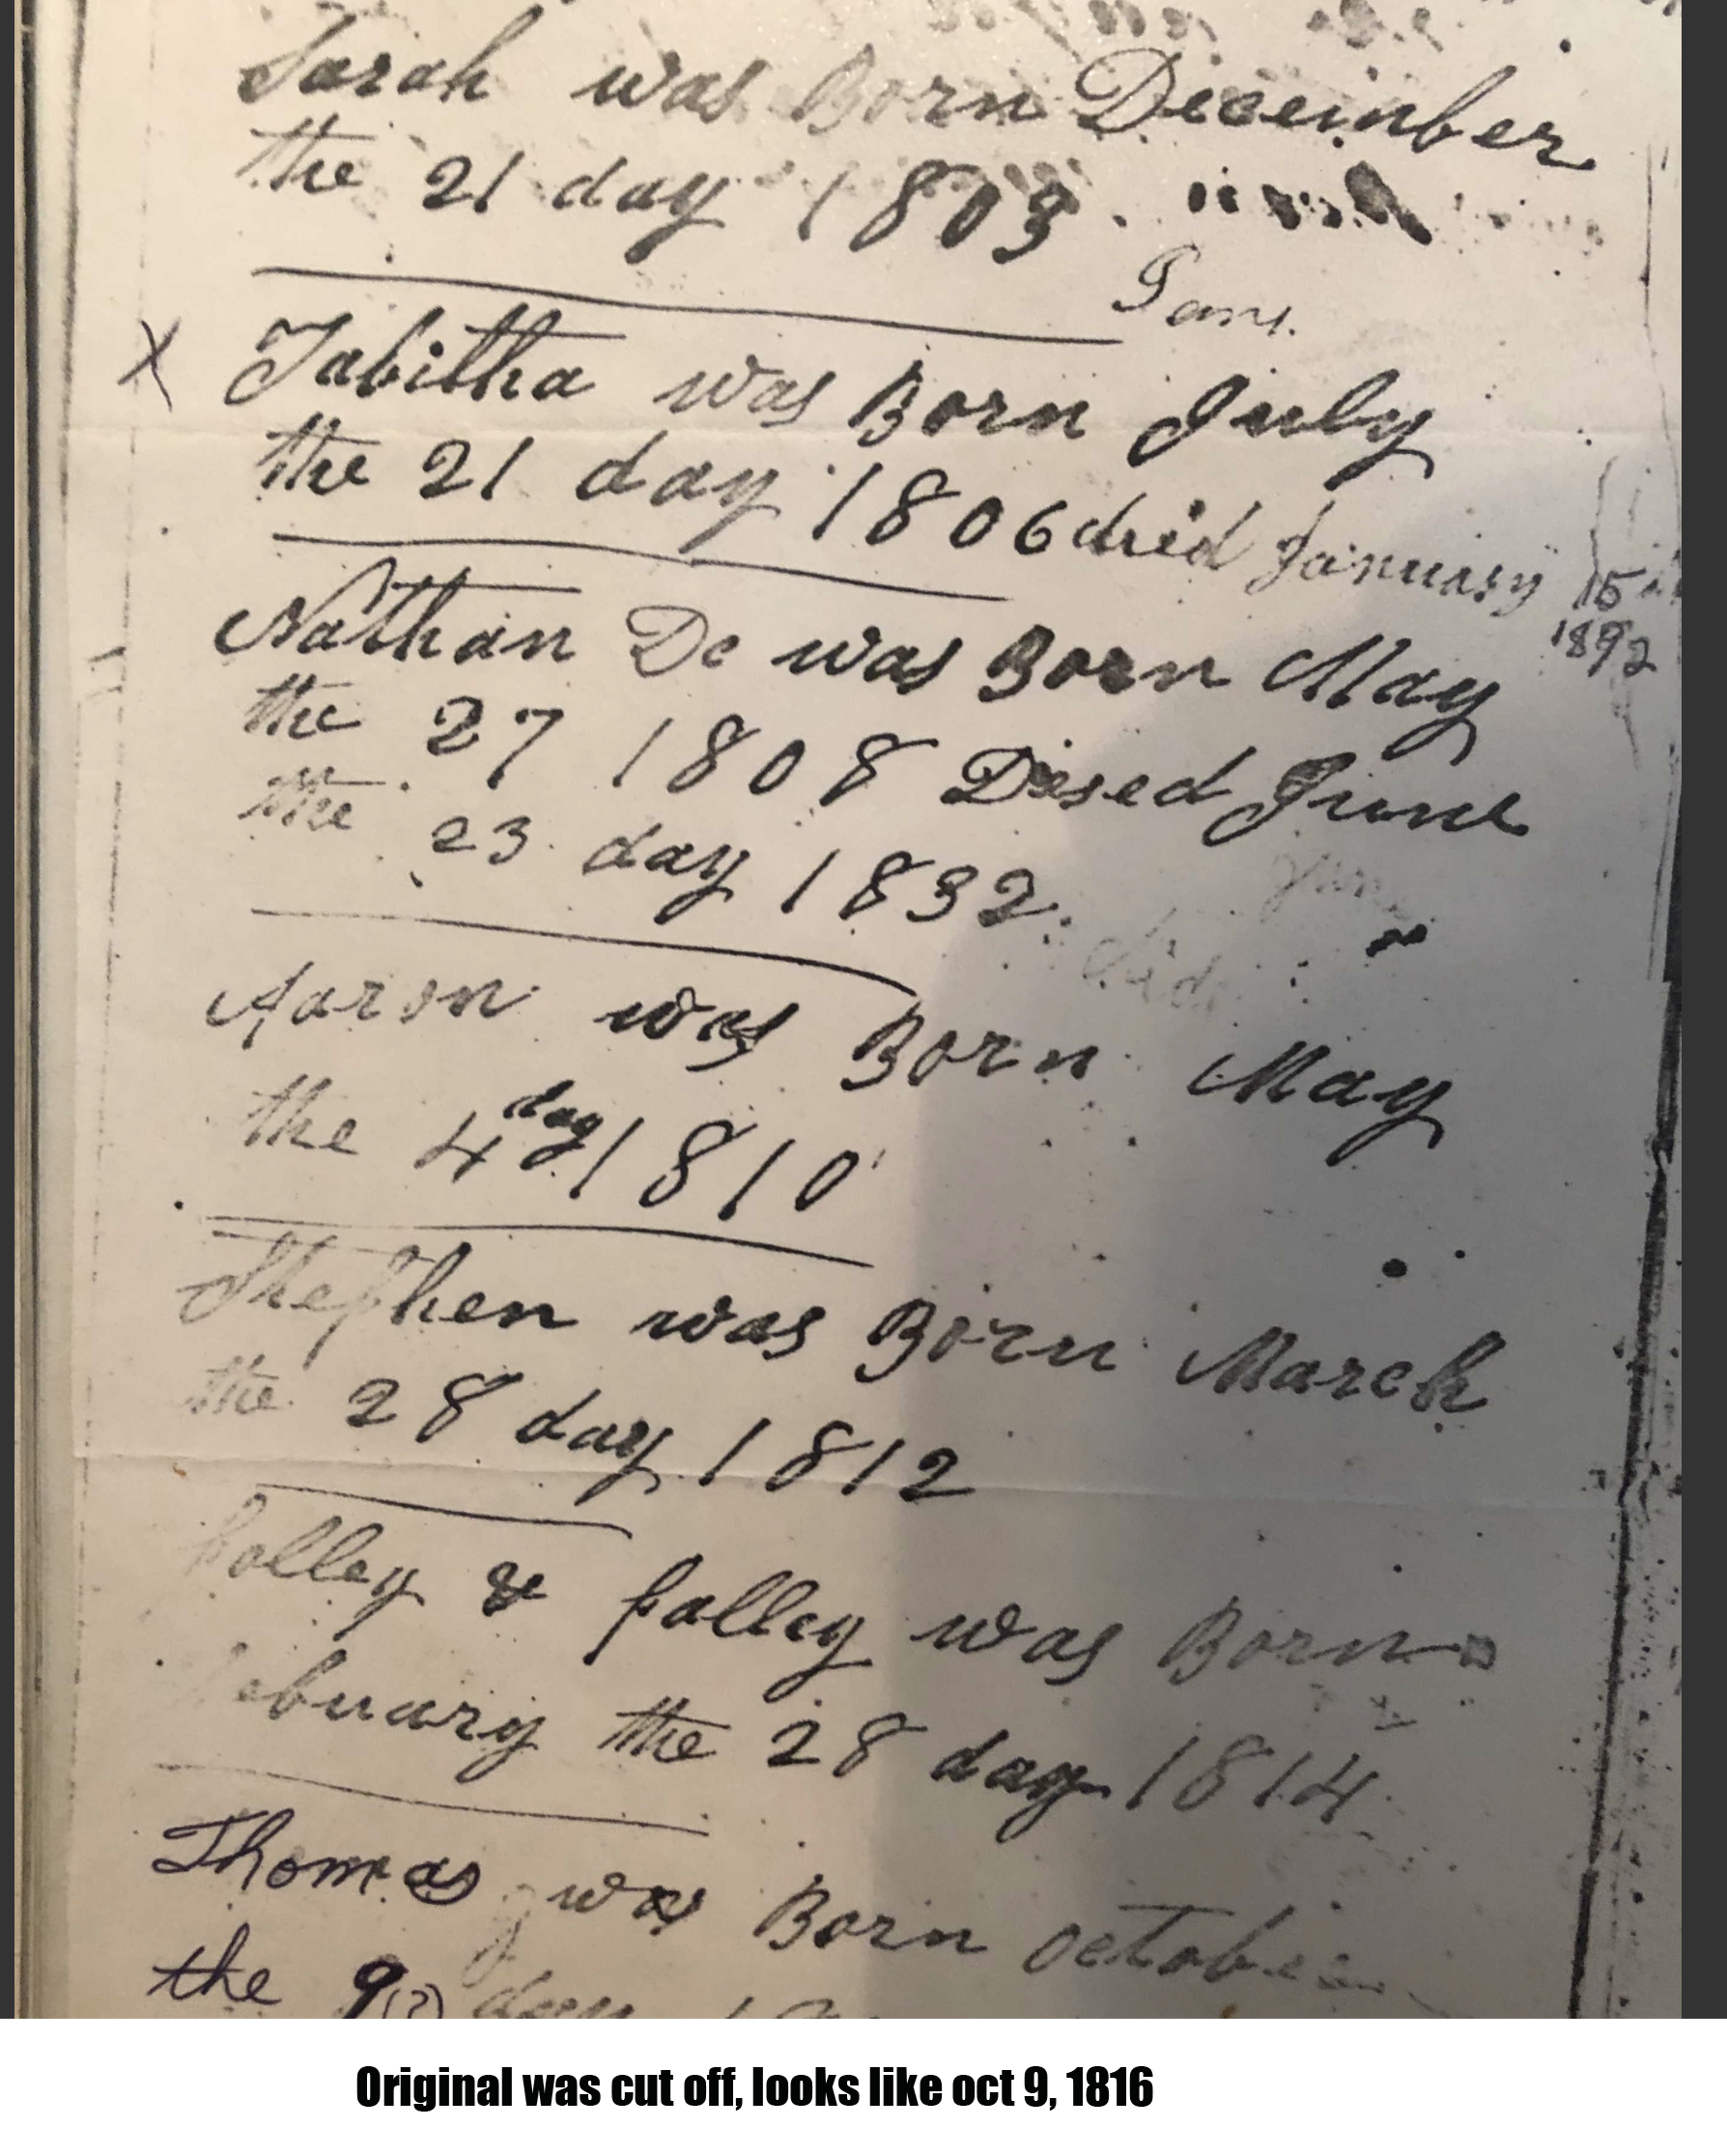 Sarah was Born December
the 21 day 1803.
Tabitha was Born July
the 21 day 1806 died January 15
1892
Nathan De was Born May
the 27 1808 Diesed June
the 23 day 1832.
Aaron was Born May
the 4 day 1810
Stephen was Born March
the 28 day 1812
polley & salley was Born
Febuary the 28 day 1814
Thomas was Born October
the 9(?) day
Original was cut off, looks like oct 9, 1816